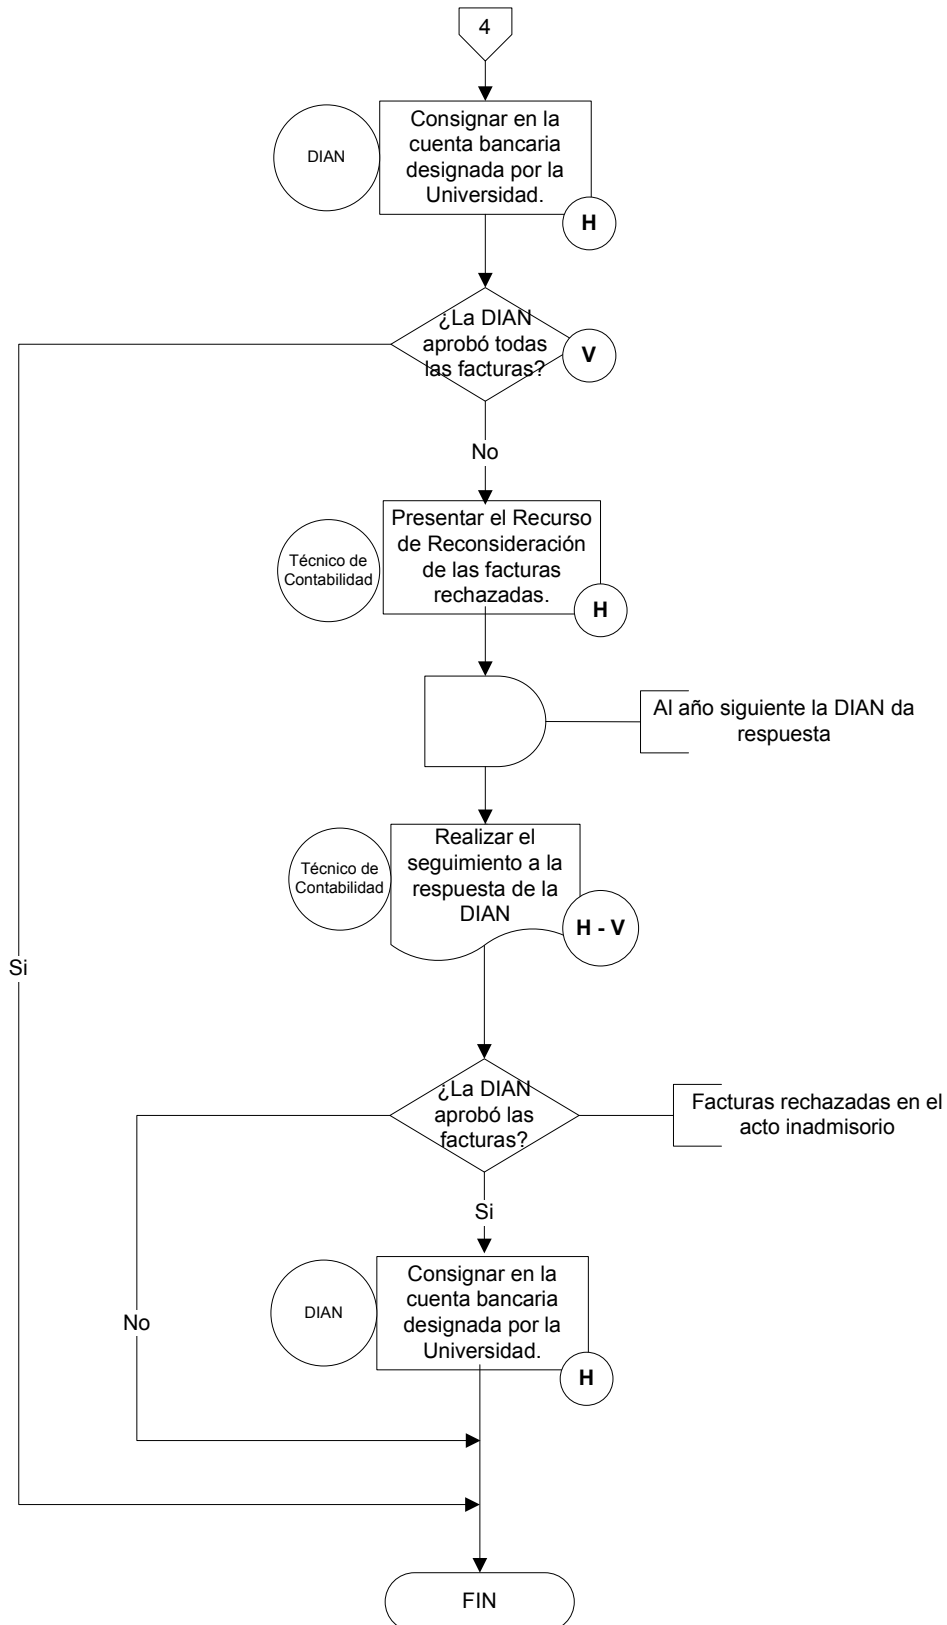 4
DIAN
Consignar en la
cuenta bancaria
designada por la
Universidad.
H
¿La DIAN
aprobó todas
las facturas?
V
No
Técnico de
Contabilidad
Presentar el Recurso
de Reconsideración
de las facturas
rechazadas.
H
Al año siguiente la DIAN da
respuesta
Técnico de
Contabilidad
Realizar el
seguimiento a la
respuesta de la
DIAN
H - V
Si
¿La DIAN
aprobó las
facturas?
Facturas rechazadas en el
acto inadmisorio
Si
DIAN
Consignar en la
cuenta bancaria
designada por la
Universidad.
H
No
FIN